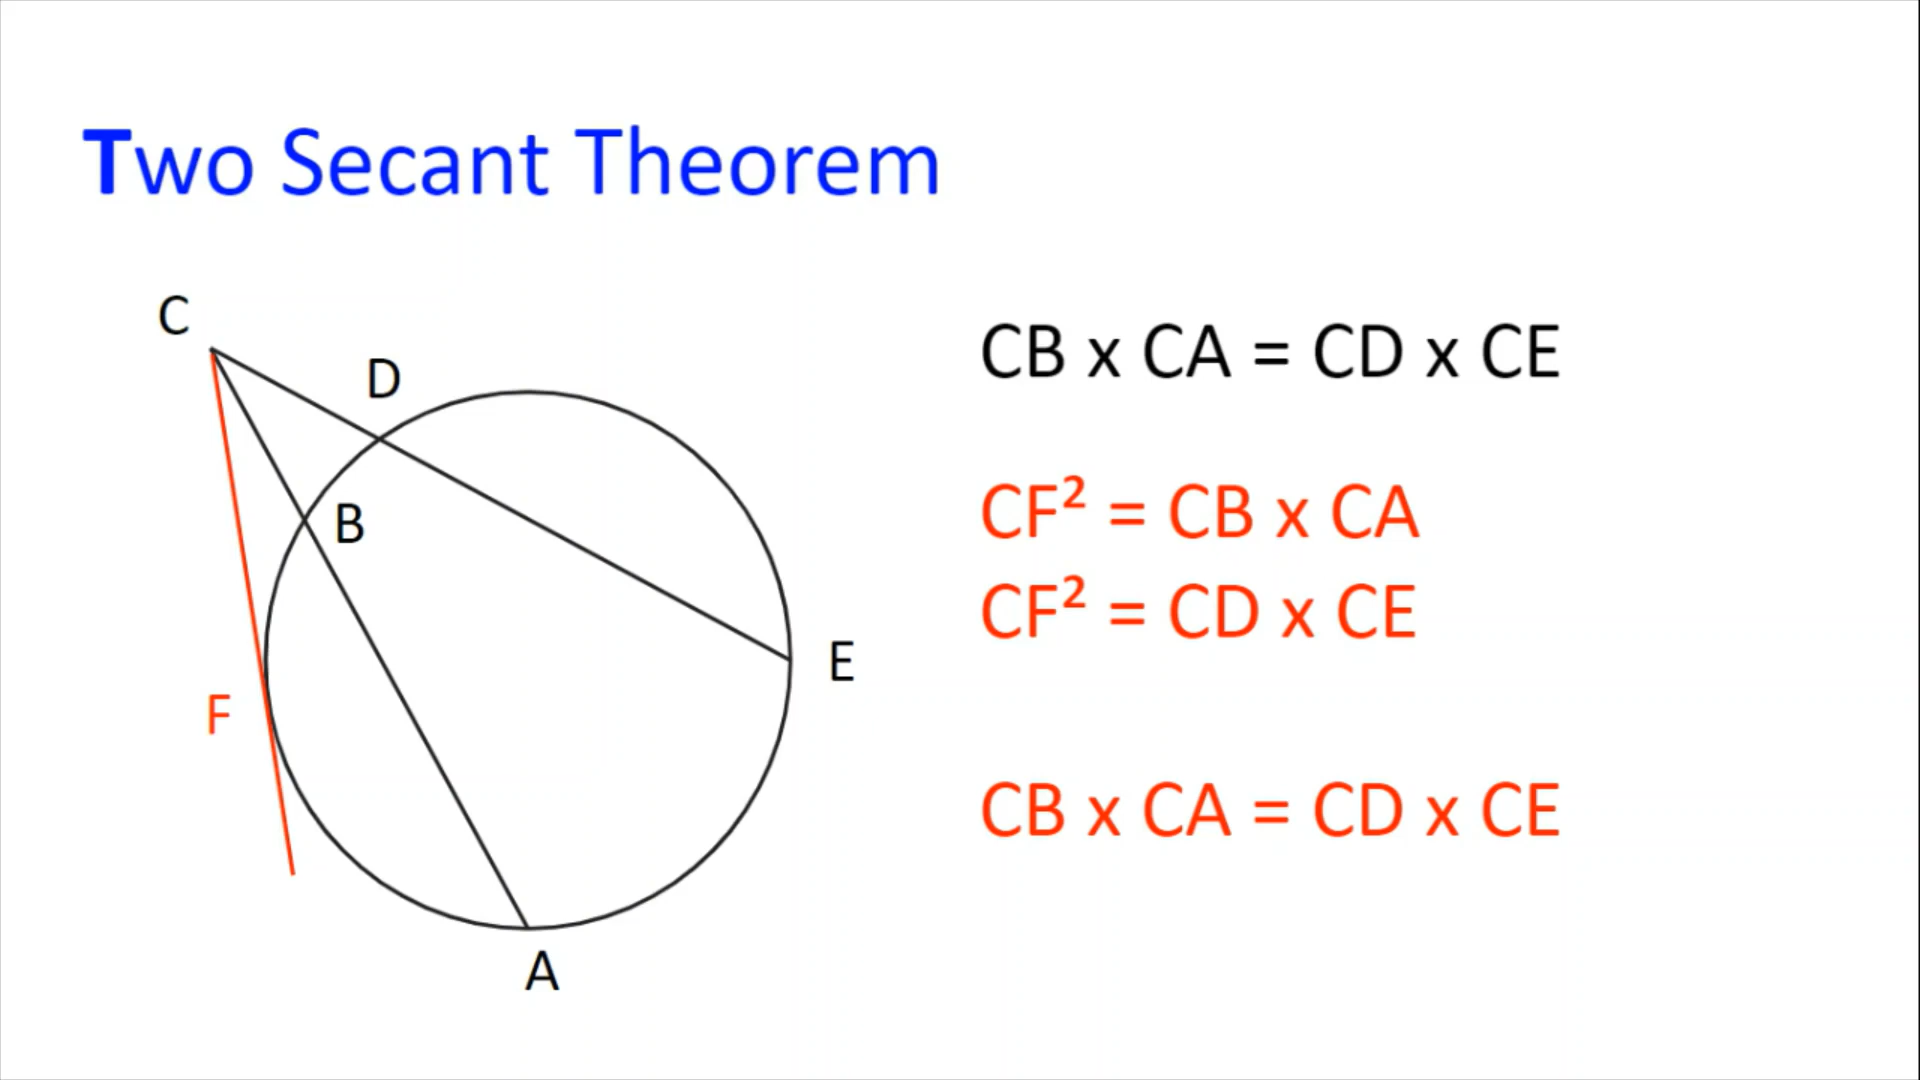 Two Secant Theorem
C
D
B
E
F
A
CB x CA = CD x CE
CF² = CB x CA
CF² = CD x CE
CB x CA = CD x CE